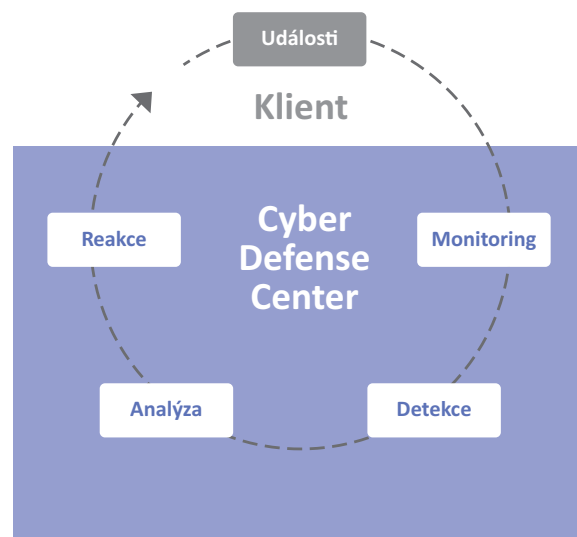 Události
Klient
Cyber
Defense
Center
Reakce
Monitoring
Analýza
Detekce